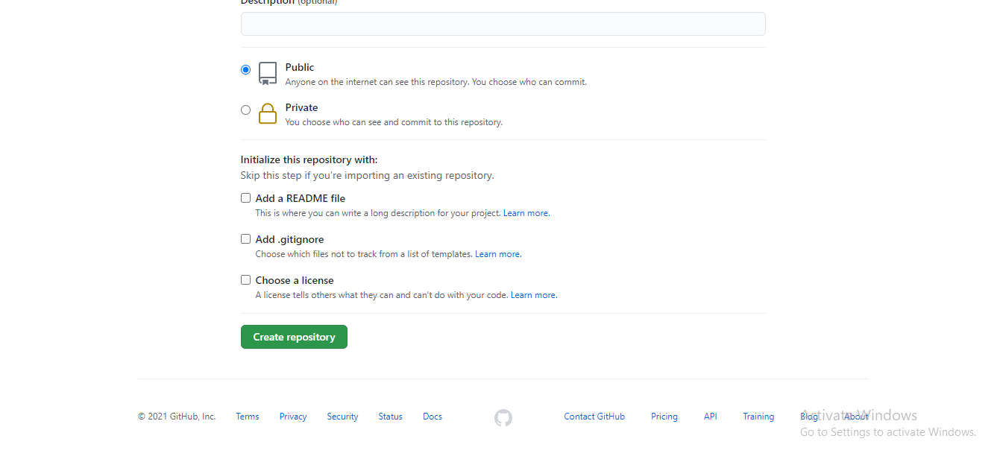 Description (optional)
Public
Anyone on the internet can see this repository. You choose who can commit.
Private
You choose who can see and commit to this repository.
Initialize this repository with:
Skip this step if you're importing an existing repository.
Add a README file
This is where you can write a long description for your project. Learn more.
Add .gitignore
Choose which files not to track from a list of templates. Learn more.
Choose a license
A license tells others what they can and can't do with your code. Learn more.
Create repository
© 2021 GitHub, Inc. Terms Privacy Security Status Docs Contact GitHub Pricing API Training Blog About
Activate Windows
Go to Settings to activate Windows.